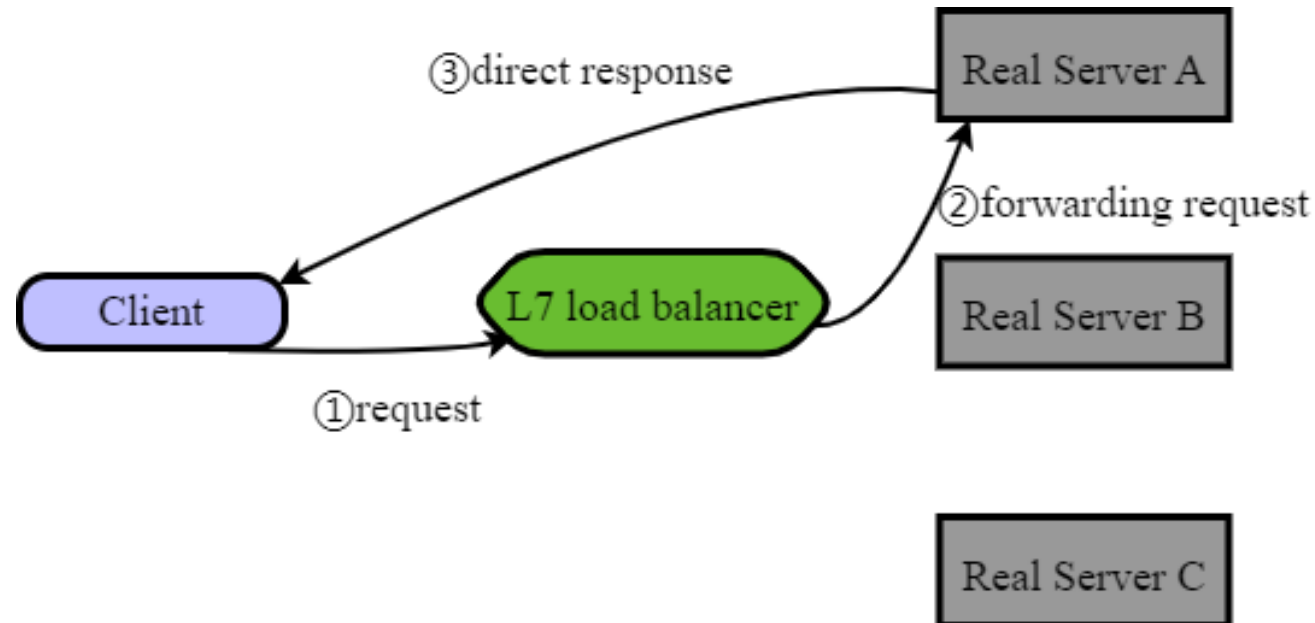 ③direct response
Real Server A
②forwarding request
Client
L7 load balancer
Real Server B
①request
Real Server C